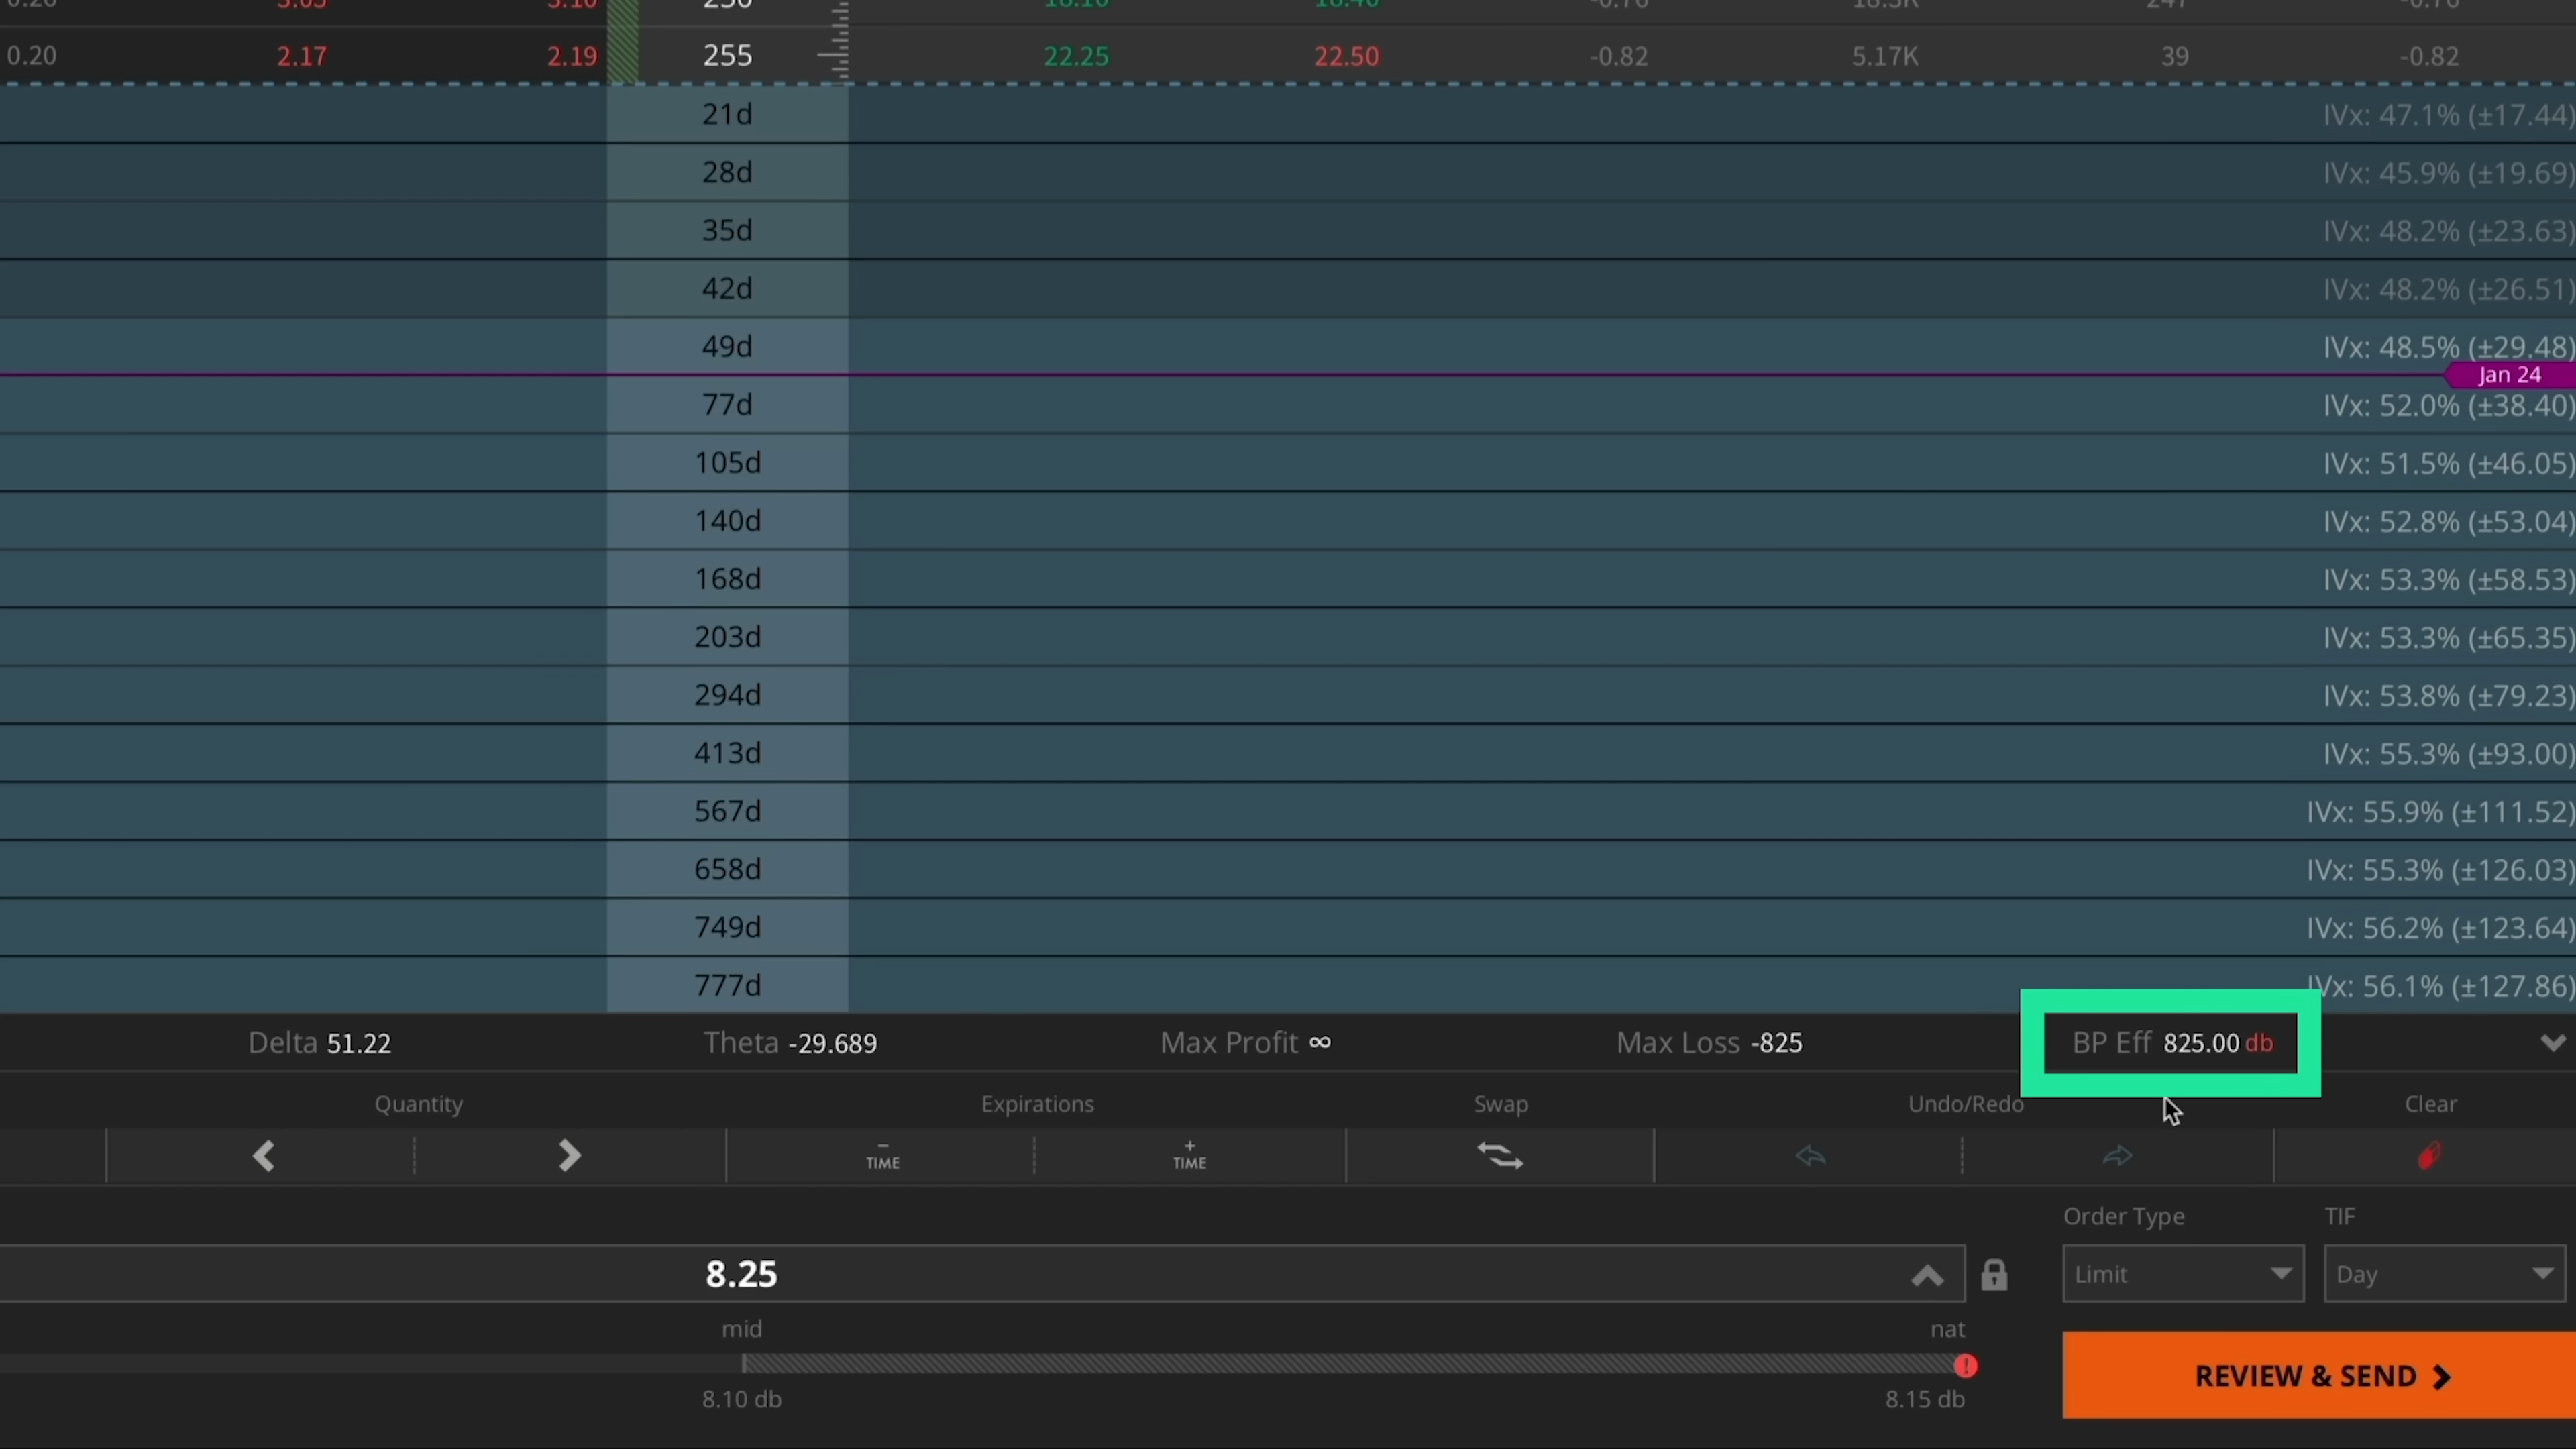 0.20 2.17 2.19 255 22.25 22.50 -0.82 5.17K 39 -0.82
21d IVx: 47.1% (±17.44)
28d IVx: 45.9% (±19.69)
35d IVx: 48.2% (±23.63)
42d IVx: 48.2% (±26.51)
49d IVx: 48.5% (±29.48)
Jan 24
77d IVx: 52.0% (±38.40)
105d IVx: 51.5% (±46.05)
140d IVx: 52.8% (±53.04)
168d IVx: 53.3% (±58.53)
203d IVx: 53.3% (±65.35)
294d IVx: 53.8% (±79.23)
413d IVx: 55.3% (±93.00)
567d IVx: 55.9% (±111.52)
658d IVx: 55.3% (±126.03)
749d IVx: 56.2% (±123.64)
777d IVx: 56.1% (±127.86)
Delta 51.22 Theta -29.689 Max Profit ∞ Max Loss -825 BP Eff 825.00 db
Quantity Expirations Swap Undo/Redo Clear
− TIME + TIME
Order Type TIF
8.25 Limit Day
mid nat
REVIEW & SEND
8.10 db 8.15 db